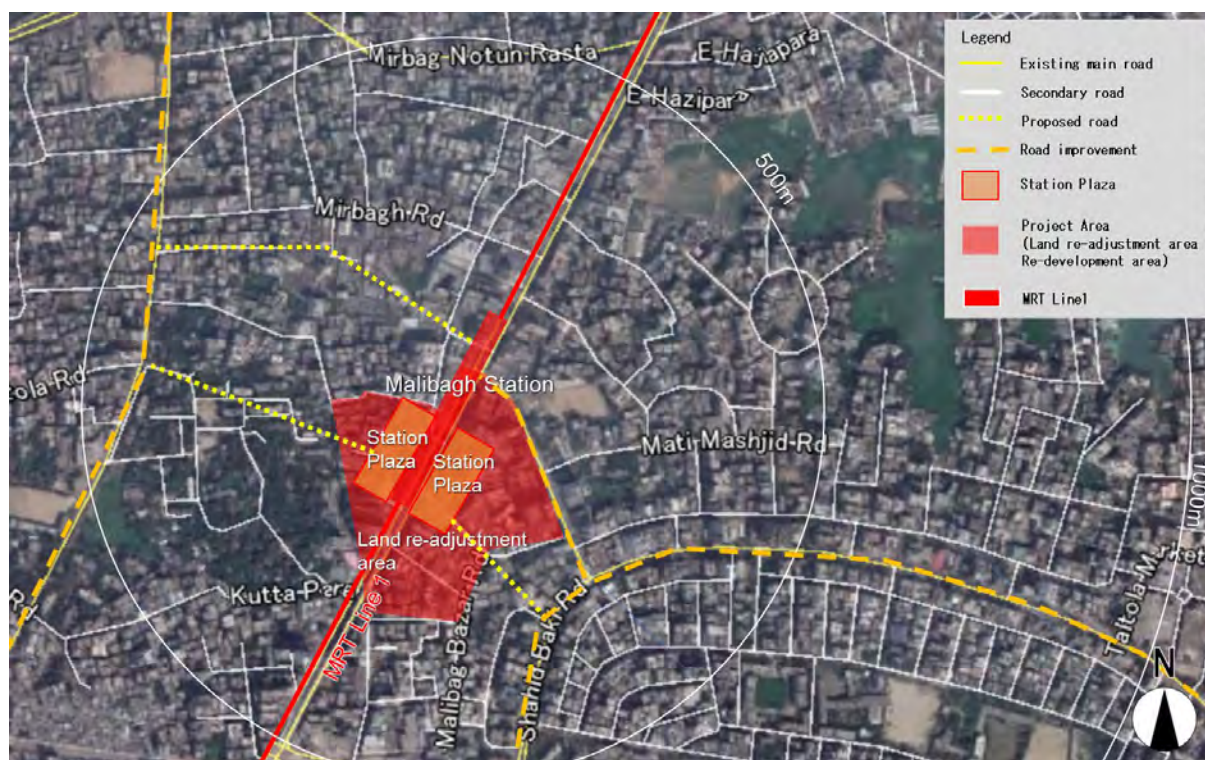 Mirbag Notun Rasta
E Hajapara
E Hazipara
500m
Mirbagh Rd
Malibagh Station
Station
Plaza
Station
Plaza
Mati Mashjid Rd
1000m
Land re-adjustment
area
Kutta Para
MRT Line 1
Malibag Bazar Rd
Shahid Baki Rd
N
Legend
Existing main road
Secondary road
Proposed road
Road improvement
Station Plaza
Project Area
(Land re-adjustment area
Re-development area)
MRT Line1